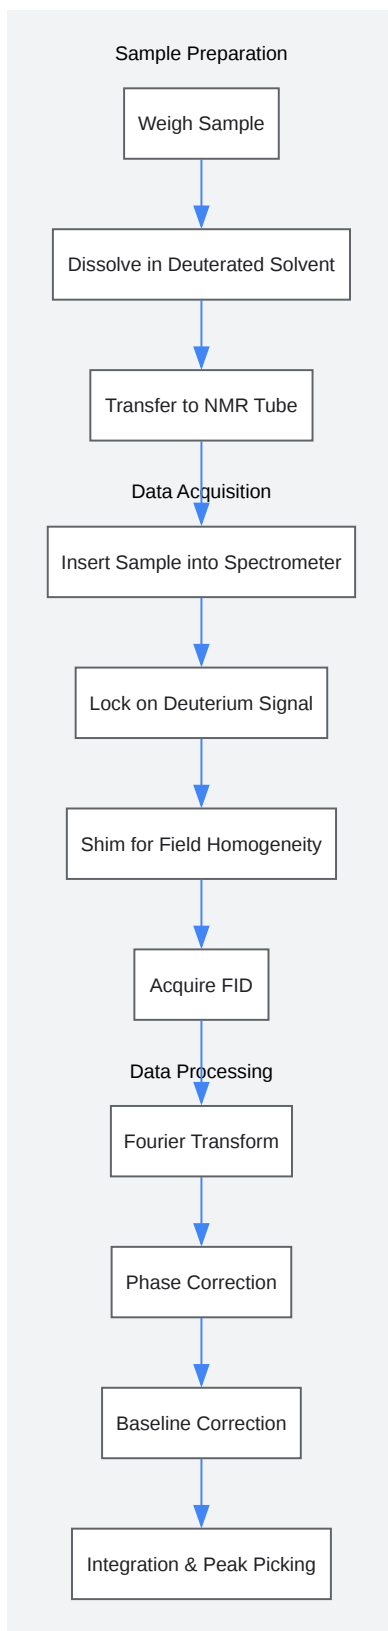 Sample Preparation
Weigh Sample
Dissolve in Deuterated Solvent
Transfer to NMR Tube
Data Acquisition
Insert Sample into Spectrometer
Lock on Deuterium Signal
Shim for Field Homogeneity
Acquire FID
Data Processing
Fourier Transform
Phase Correction
Baseline Correction
Integration & Peak Picking